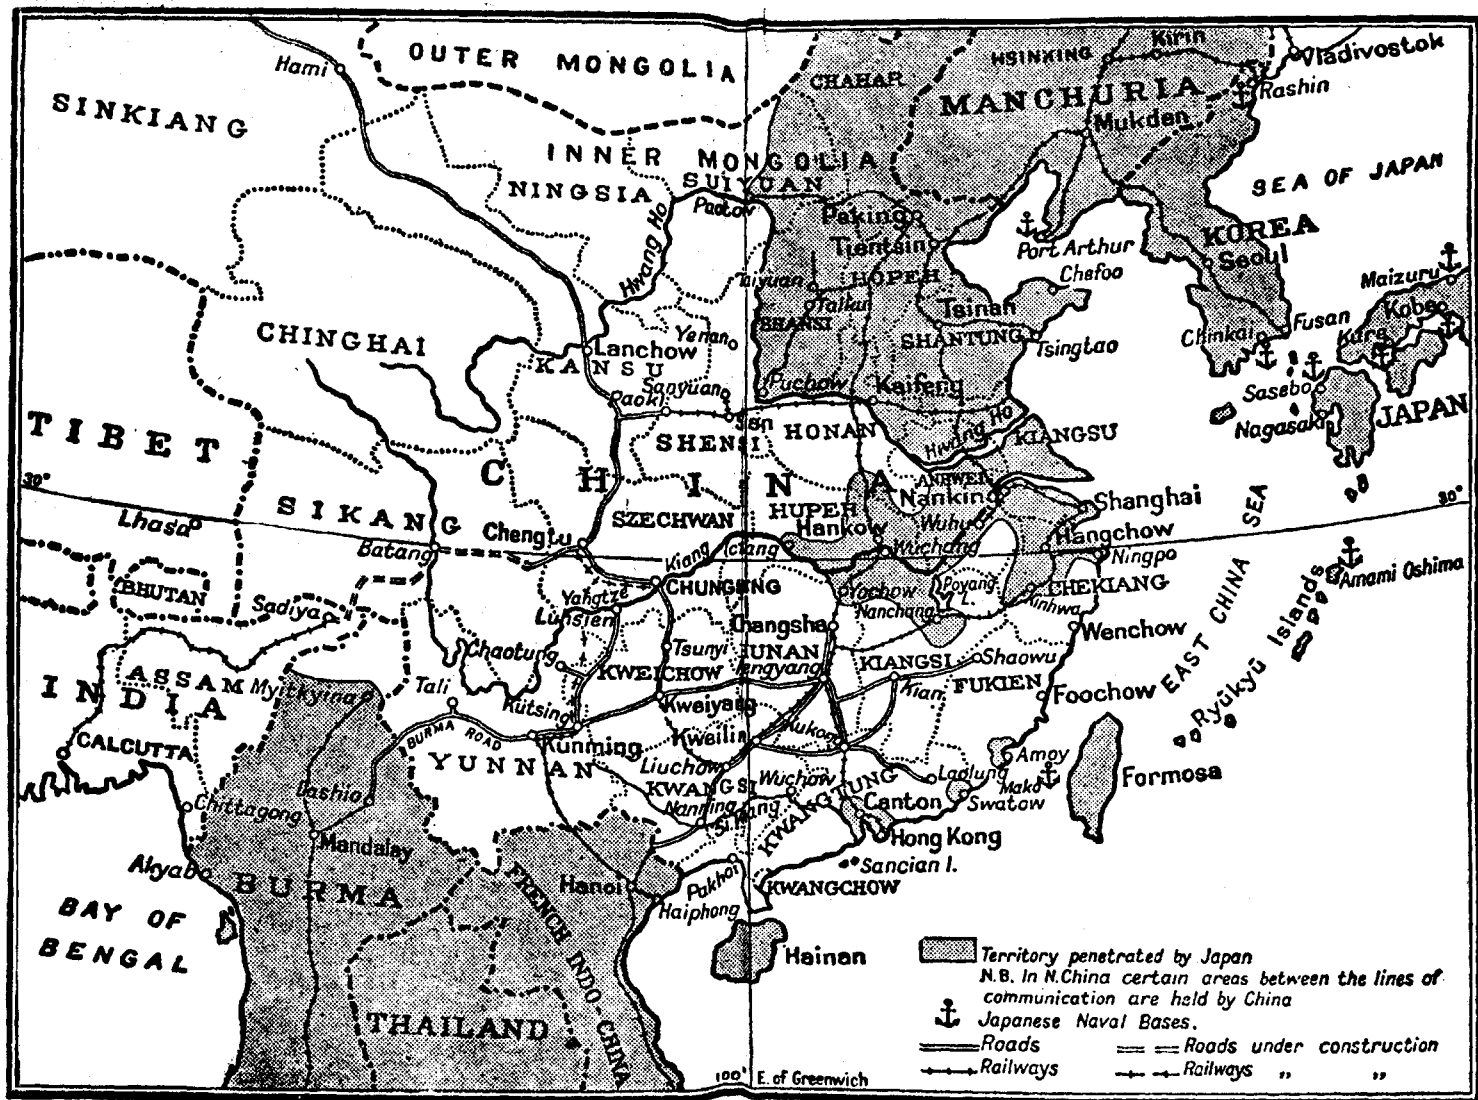 OUTER MONGOLIA
Hami
SINKIANG
CHAHAR
HSINKING
Kirin
Vladivostok
Rashin
MANCHURIA
Mukden
INNER MONGOLIA
NINGSIA
SUIYUAN
Paotow
SEA OF JAPAN
Hwang Ho
Peking
Tientsin
Port Arthur
Chefoo
KOREA
Seoul
Maizuru
Kobe
Taiyuan
HOPEH
Taiku
SHANSI
Tsinan
SHANTUNG
Tsingtao
Chinkai
Fusan
Kure
CHINGHAI
Yenan
Lanchow
KANSU
Sanyuan
Paoki
Puchow
Kaifeng
Sasebo
Nagasaki
JAPAN
TIBET
Sian
SHENSI
HONAN
Hwang Ho
KIANGSU
CHINA
ANHWEI
Nanking
30°
30°
Lhasa
SIKANG
Chengtu
SZECHWAN
HUPEH
Hankow
Wuhu
Shanghai
Hangchow
Ningpo
Batang
Kiang
Ichang
Wuchang
EAST CHINA SEA
BHUTAN
Sadiya
Yangtze
CHUNGKING
Yochow
Poyang
CHEKIANG
Kinhwa
Amami Oshima
Luhsien
Nanchang
Changsha
Wenchow
Ryūkyū Islands
Chaotung
Tsunyi
HUNAN
Hengyang
KIANGSI
Shaowu
ASSAM
INDIA
Myitkyina
Tali
KWEICHOW
Kian
FUKIEN
Foochow
Kutsing
Kweiyang
CALCUTTA
BURMA ROAD
Kunming
Kweilin
Kukong
YUNNAN
Liuchow
Amoy
Mako
Formosa
Chittagong
Lashio
KWANGSI
Wuchow
KWANGTUNG
Laolung
Swatow
Nanning
Si Kiang
Canton
Mandalay
Hong Kong
Akyab
BURMA
Sancian I.
FRENCH INDO-CHINA
Hanoi
Pakhoi
KWANGCHOW
Haiphong
BAY OF
BENGAL
Hainan
THAILAND
Territory penetrated by Japan
N.B. In N.China certain areas between the lines of
communication are held by China
Japanese Naval Bases.
Roads
Roads under construction
Railways
Railways „ „
100° E. of Greenwich